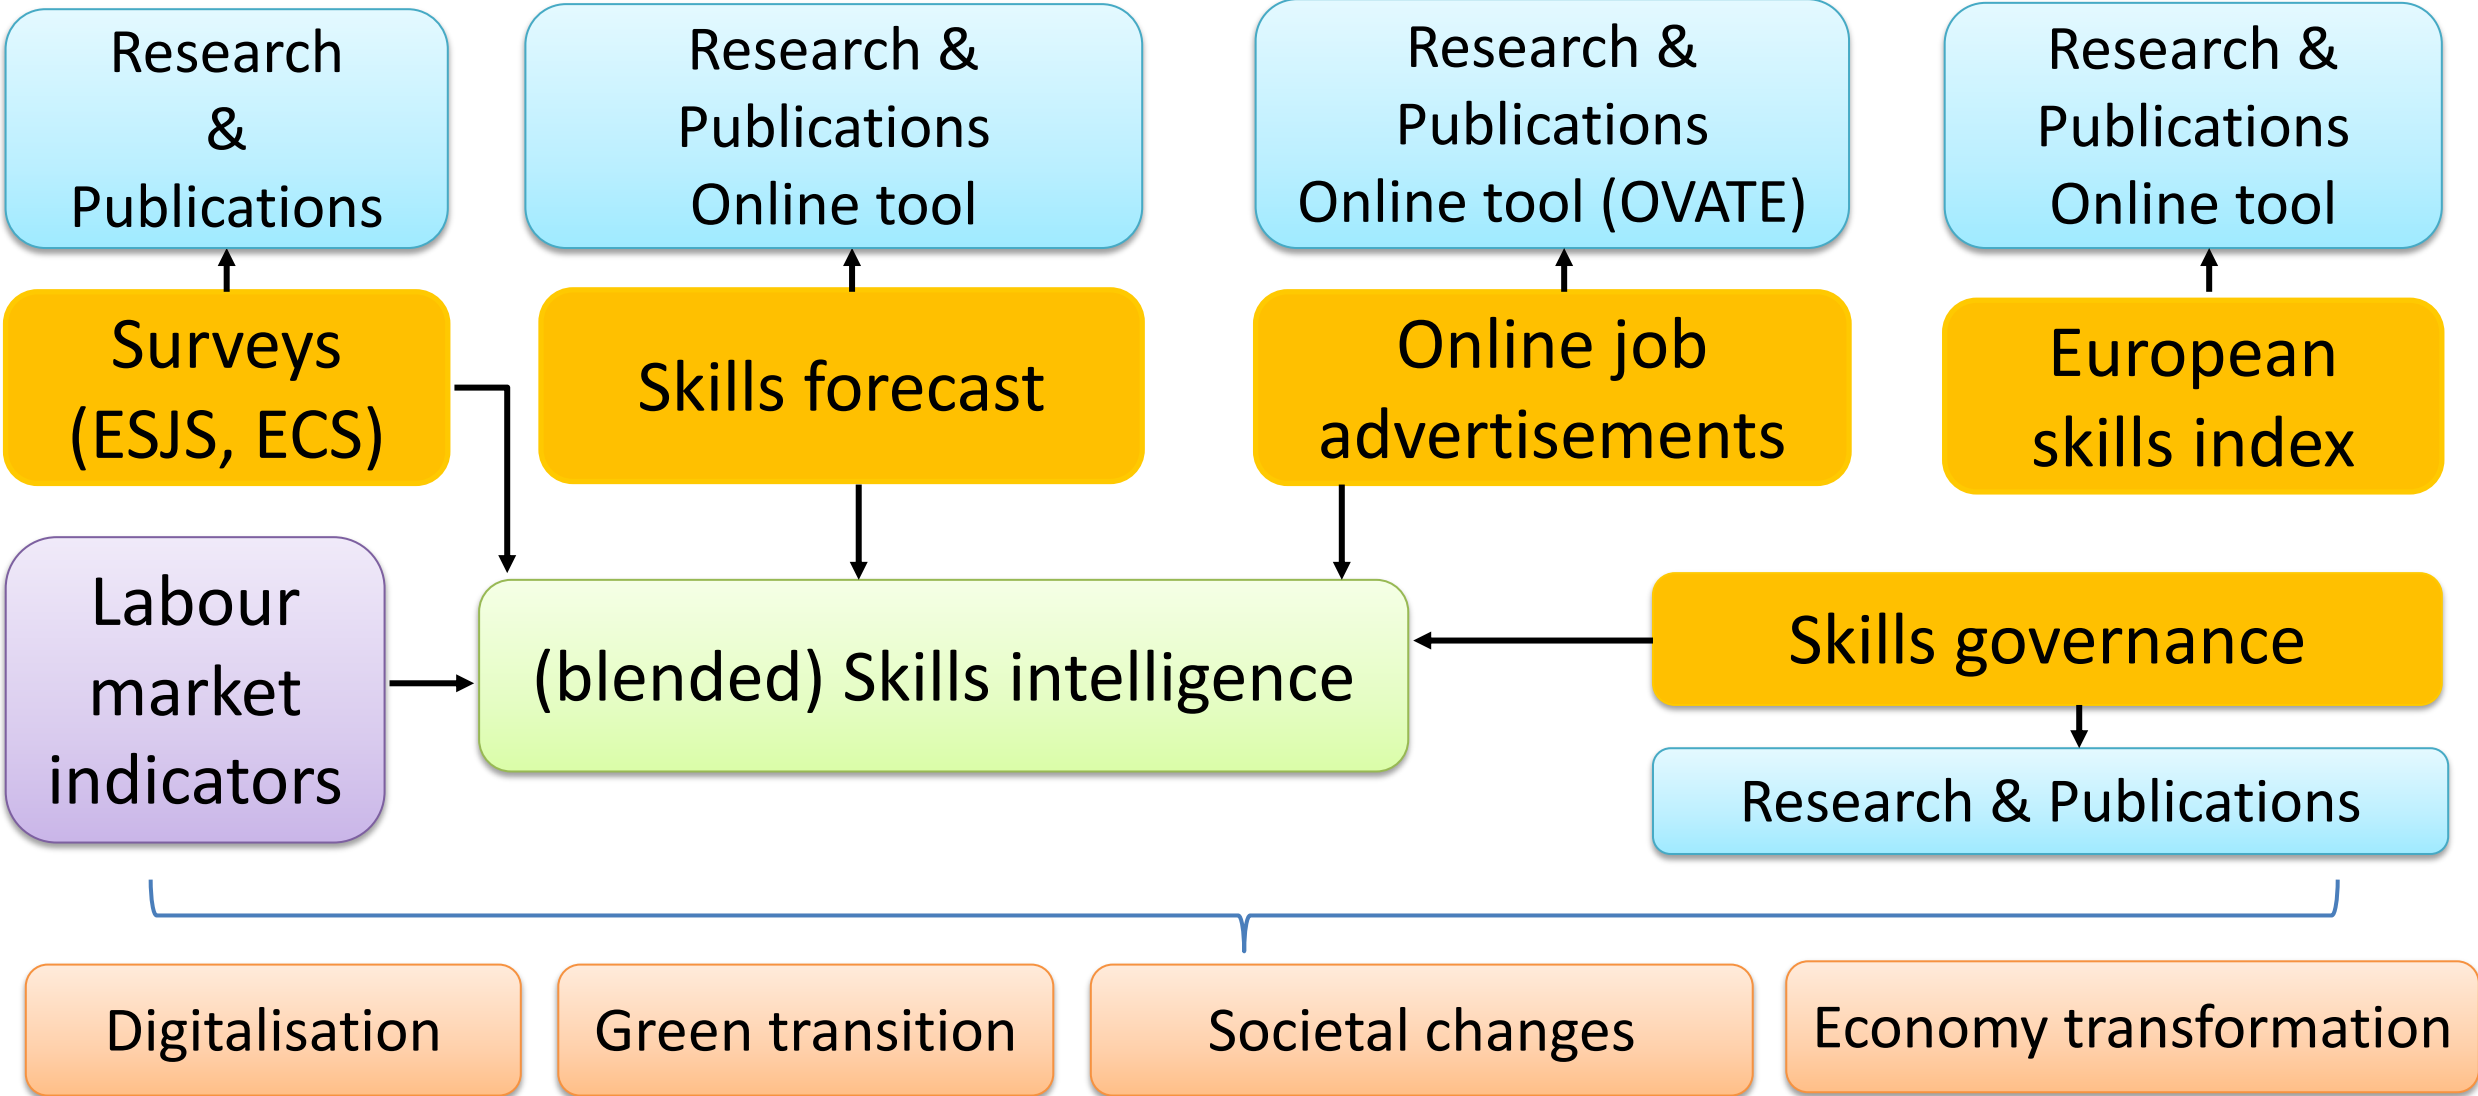 Research
&
Publications
Research &
Publications
Online tool
Research &
Publications
Online tool (OVATE)
Research &
Publications
Online tool
Surveys
(ESJS, ECS)
Skills forecast
Online job
advertisements
European
skills index
Labour
market
indicators
(blended) Skills intelligence
Skills governance
Research & Publications
Digitalisation
Green transition
Societal changes
Economy transformation